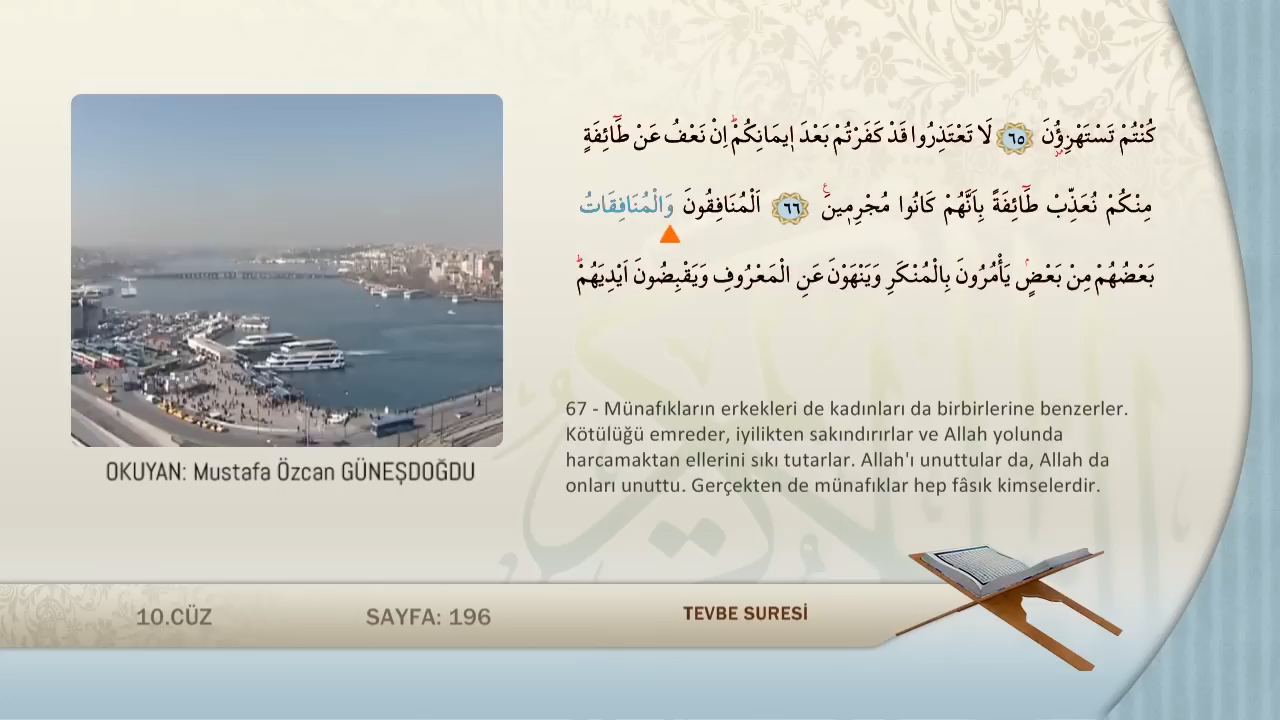 كُنْتُمْ تَسْتَهْزِؤُنَ ٦٥ لَا تَعْتَذِرُوا قَدْ كَفَرْتُمْ بَعْدَ اِيمَانِكُمْ اِنْ نَعْفُ عَنْ طَٓائِفَةٍ
مِنْكُمْ نُعَذِّبْ طَٓائِفَةً بِاَنَّهُمْ كَانُوا مُجْرِمِينَ ٦٦ اَلْمُنَافِقُونَ وَالْمُنَافِقَاتُ
بَعْضُهُمْ مِنْ بَعْضٍ يَأْمُرُونَ بِالْمُنْكَرِ وَيَنْهَوْنَ عَنِ الْمَعْرُوفِ وَيَقْبِضُونَ اَيْدِيَهُمْ
67 - Münafıkların erkekleri de kadınları da birbirlerine benzerler.
Kötülüğü emreder, iyilikten sakındırırlar ve Allah yolunda
harcamaktan ellerini sıkı tutarlar. Allah'ı unuttular da, Allah da
onları unuttu. Gerçekten de münafıklar hep fâsık kimselerdir.
OKUYAN: Mustafa Özcan GÜNEŞDOĞDU
10.CÜZ
SAYFA: 196
TEVBE SURESİ